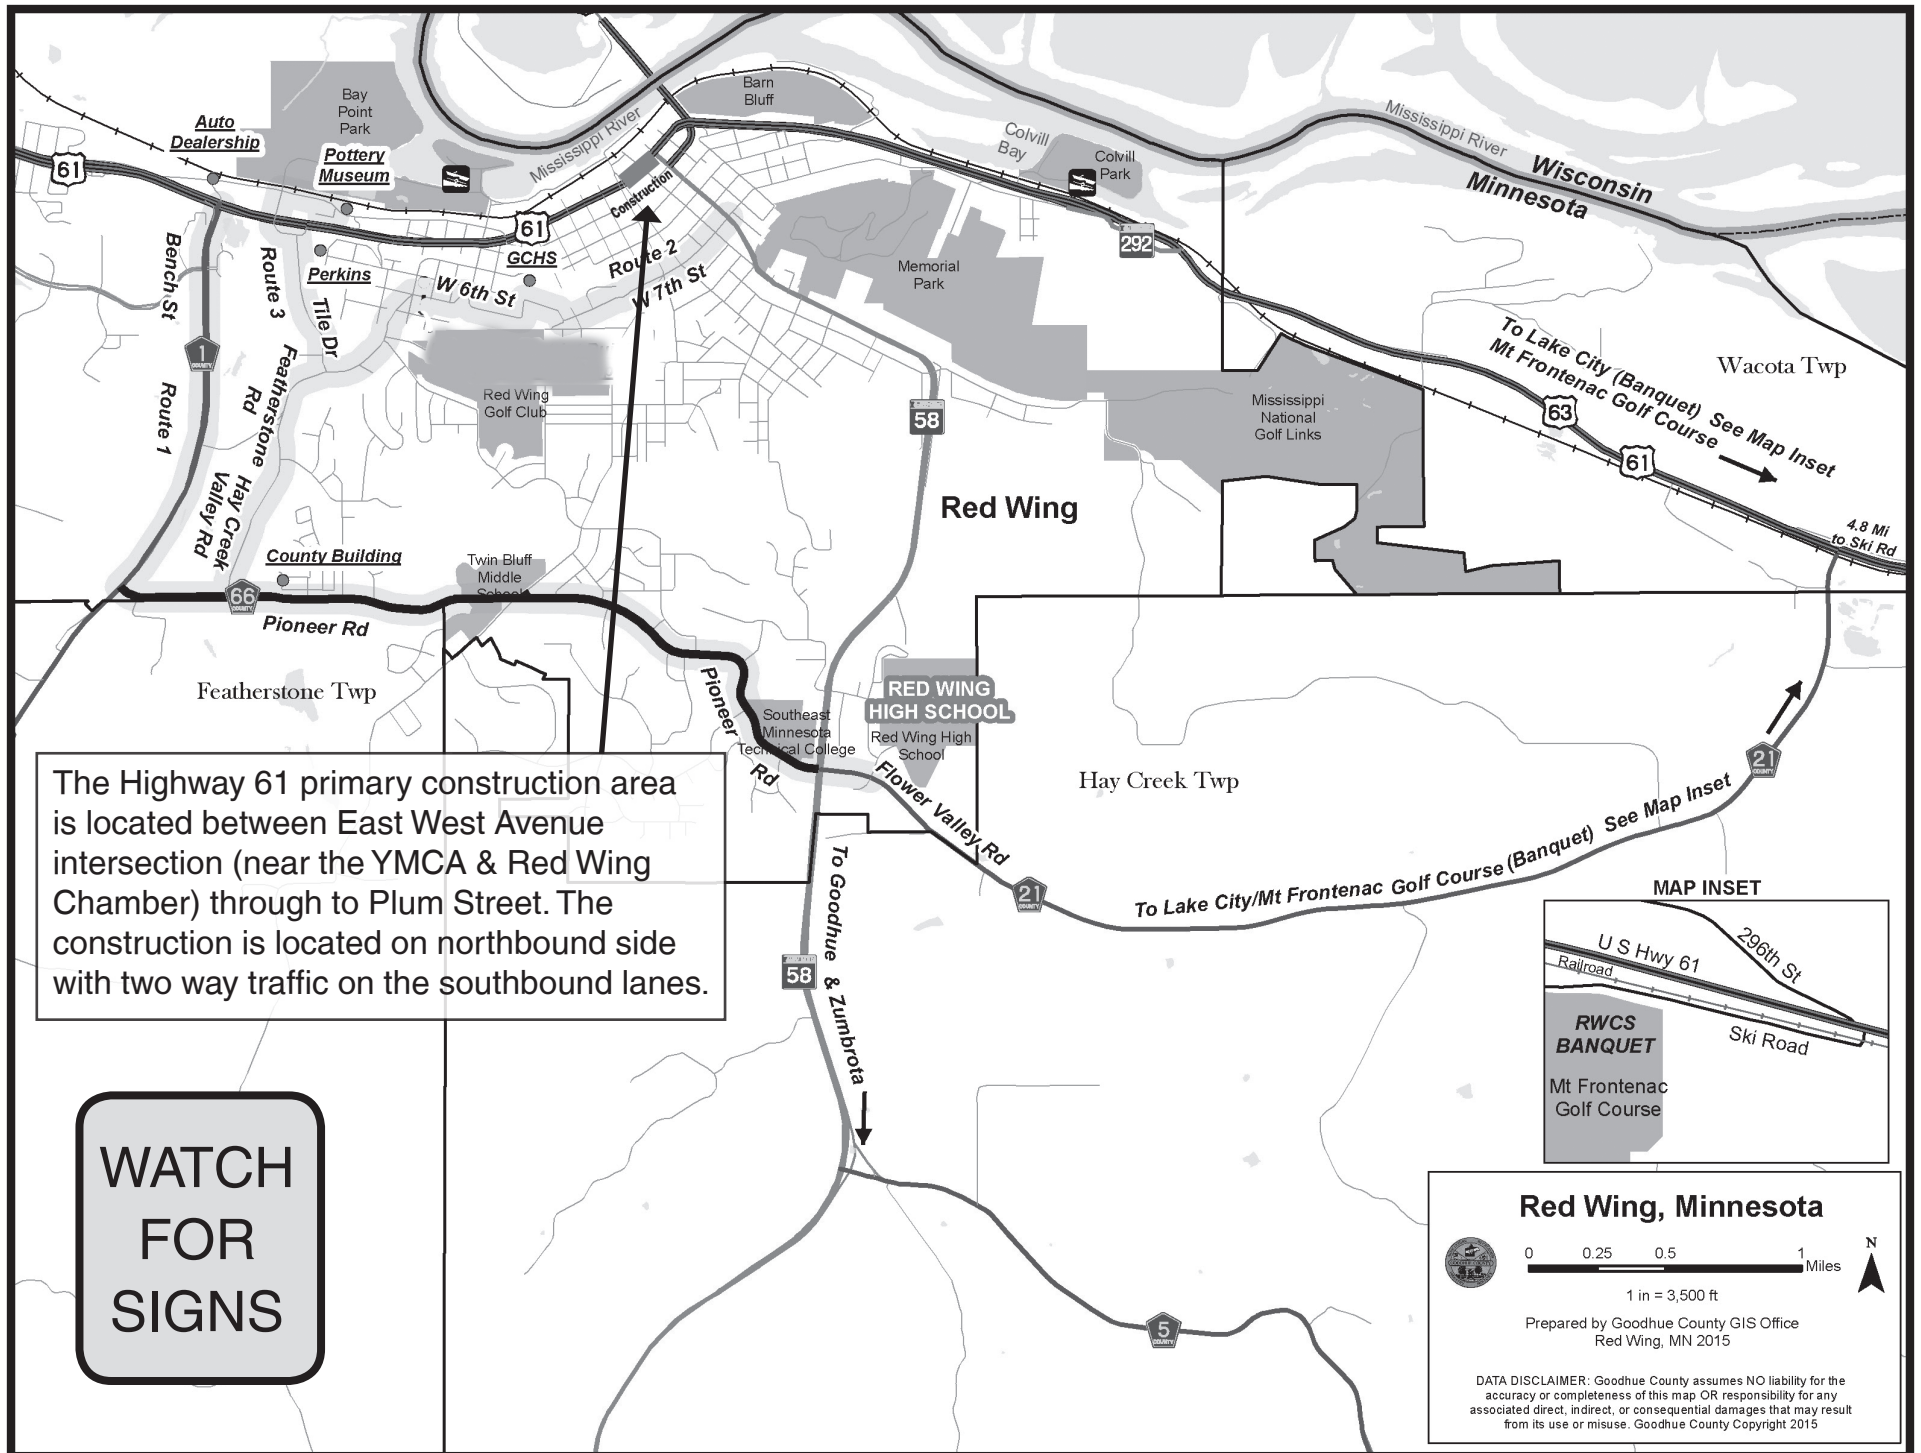 Bay
Point
Park
Auto
Dealership
Pottery
Museum
61
Barn
Bluff
Mississippi River
Colvill
Bay
Colvill
Park
Mississippi River
Wisconsin
Minnesota
Construction
61
GCHS
Route 2
W 7th St
W 6th St
Perkins
Bench St
Route 3
Tile Dr
292
Memorial
Park
1
COUNTY
Route 1
Featherstone
Rd
Hay Creek
Valley Rd
Red Wing
Golf Club
58
Mississippi
National
Golf Links
To Lake City (Banquet) See Map Inset
Mt Frontenac Golf Course
Wacota Twp
63
61
4.8 Mi
to Ski Rd
Red Wing
County Building
Twin Bluff
Middle
School
66
COUNTY
Pioneer Rd
Featherstone Twp
Pioneer
Rd
Southeast
Minnesota
Technical College
RED WING
HIGH SCHOOL
Red Wing High
School
Flower Valley Rd
Hay Creek Twp
21
COUNTY
21
COUNTY
To Lake City/Mt Frontenac Golf Course (Banquet) See Map Inset
The Highway 61 primary construction area
is located between East West Avenue
intersection (near the YMCA & Red Wing
Chamber) through to Plum Street. The
construction is located on northbound side
with two way traffic on the southbound lanes.
58
To Goodhue & Zumbrota
MAP INSET
U S Hwy 61
296th St
Railroad
Ski Road
RWCS
BANQUET
Mt Frontenac
Golf Course
WATCH
FOR
SIGNS
5
COUNTY
Red Wing, Minnesota
0 0.25 0.5 1
Miles
N
1 in = 3,500 ft
Prepared by Goodhue County GIS Office
Red Wing, MN 2015
DATA DISCLAIMER: Goodhue County assumes NO liability for the
accuracy or completeness of this map OR responsibility for any
associated direct, indirect, or consequential damages that may result
from its use or misuse. Goodhue County Copyright 2015